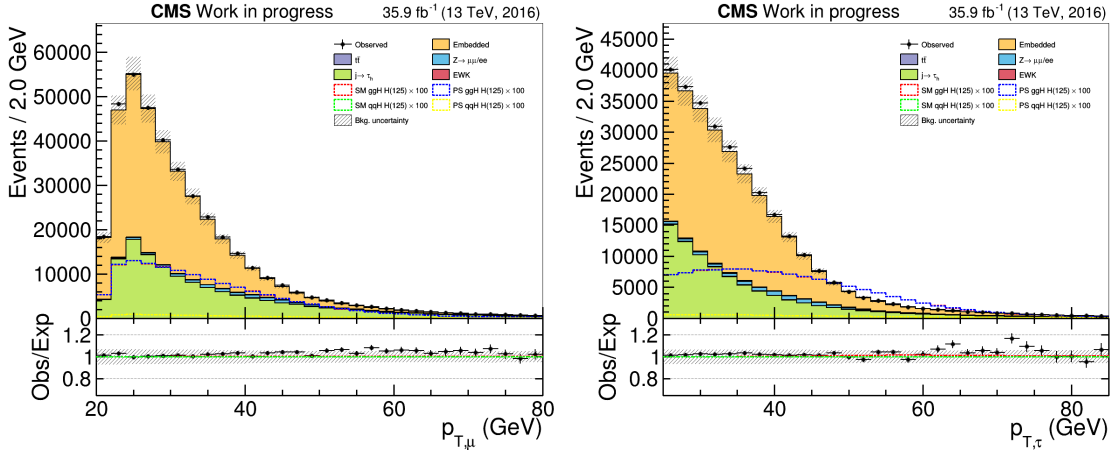 CMS Work in progress 35.9 fb⁻¹ (13 TeV, 2016)
Events / 2.0 GeV
60000
50000
40000
30000
20000
10000
0
Observed Embedded
tt̄ Z→ μμ/ee
j→ τh EWK
SM ggH H(125) × 100 PS ggH H(125) × 100
SM qqH H(125) × 100 PS qqH H(125) × 100
Bkg. uncertainty
Obs/Exp
1.2
1
0.8
20 40 60 80
pT,μ (GeV)
CMS Work in progress 35.9 fb⁻¹ (13 TeV, 2016)
Events / 2.0 GeV
45000
40000
35000
30000
25000
20000
15000
10000
5000
0
Observed Embedded
tt̄ Z→ μμ/ee
j→ τh EWK
SM ggH H(125) × 100 PS ggH H(125) × 100
SM qqH H(125) × 100 PS qqH H(125) × 100
Bkg. uncertainty
Obs/Exp
1.2
1
0.8
40 60 80
pT,τ (GeV)